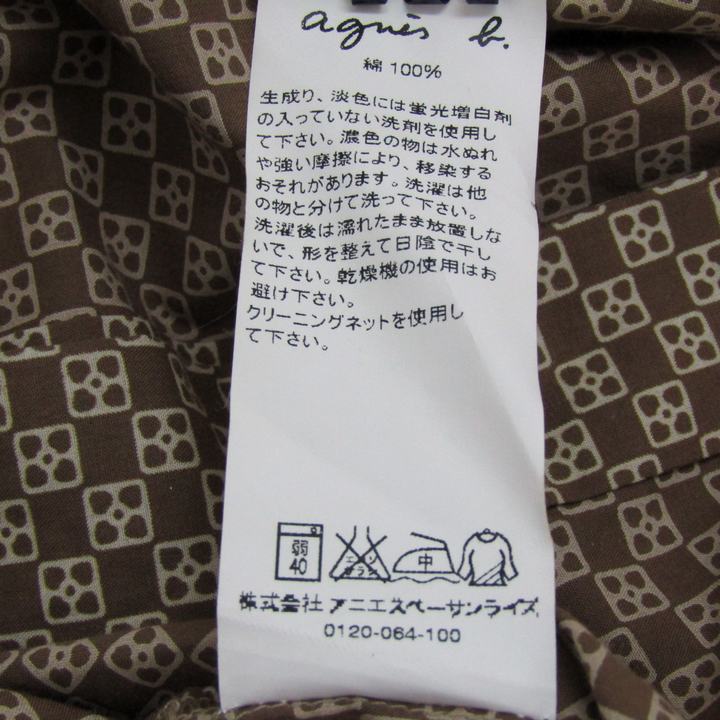 agnès b.
綿 100%
生成り、淡色には蛍光増白剤
の入っていない洗剤を使用し
て下さい。濃色の物は水ぬれ
や強い摩擦により、移染する
おそれがあります。洗濯は他
の物と分けて洗って下さい。
洗濯後は濡れたまま放置しな
いで、形を整えて日陰で干し
て下さい。乾燥機の使用はお
避け下さい。
クリーニングネットを使用し
て下さい。
弱
40
エンソ
サラシ
中
株式会社 アニエスベーサンライズ
0120-064-100